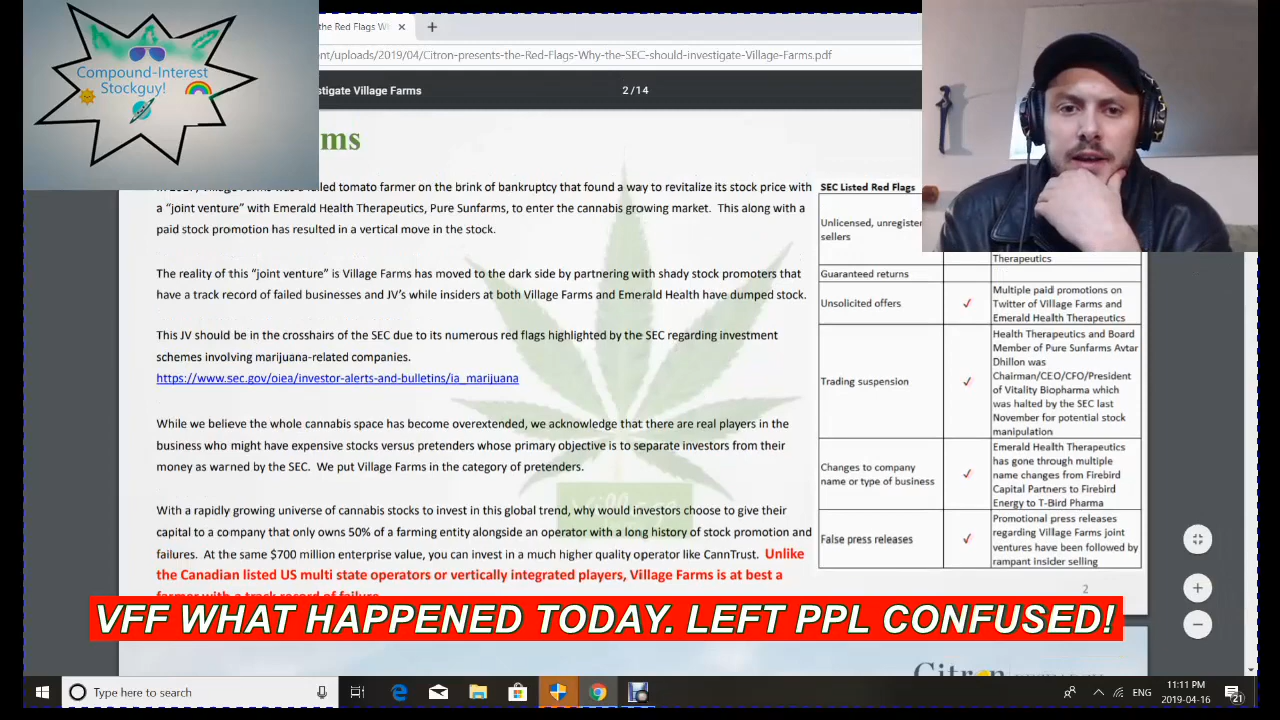 Compound-Interest
Stockguy!
the Red Flags Wh
ent/uploads/2019/04/Citron-presents-the-Red-Flags-Why-the-SEC-should-investigate-Village-Farms.pdf
stigate Village Farms
2 / 14
ms
led tomato farmer on the brink of bankruptcy that found a way to revitalize its stock price with
a “joint venture” with Emerald Health Therapeutics, Pure Sunfarms, to enter the cannabis growing market. This along with a
paid stock promotion has resulted in a vertical move in the stock.
The reality of this “joint venture” is Village Farms has moved to the dark side by partnering with shady stock promoters that
have a track record of failed businesses and JV’s while insiders at both Village Farms and Emerald Health have dumped stock.
This JV should be in the crosshairs of the SEC due to its numerous red flags highlighted by the SEC regarding investment
schemes involving marijuana-related companies.
https://www.sec.gov/oiea/investor-alerts-and-bulletins/ia_marijuana
While we believe the whole cannabis space has become overextended, we acknowledge that there are real players in the
business who might have expensive stocks versus pretenders whose primary objective is to separate investors from their
money as warned by the SEC. We put Village Farms in the category of pretenders.
With a rapidly growing universe of cannabis stocks to invest in this global trend, why would investors choose to give their
capital to a company that only owns 50% of a farming entity alongside an operator with a long history of stock promotion and
failures. At the same $700 million enterprise value, you can invest in a much higher quality operator like CannTrust. Unlike
the Canadian listed US multi state operators or vertically integrated players, Village Farms is at best a
farmer with a track record of failure
SEC Listed Red Flags
Unlicensed, unregister
sellers
Therapeutics
Guaranteed returns
Unsolicited offers
✓
Multiple paid promotions on
Twitter of Village Farms and
Emerald Health Therapeutics
Trading suspension
✓
Health Therapeutics and Board
Member of Pure Sunfarms Avtar
Dhillon was
Chairman/CEO/CFO/President
of Vitality Biopharma which
was halted by the SEC last
November for potential stock
manipulation
Changes to company
name or type of business
✓
Emerald Health Therapeutics
has gone through multiple
name changes from Firebird
Capital Partners to Firebird
Energy to T-Bird Pharma
False press releases
✓
Promotional press releases
regarding Village Farms joint
ventures have been followed by
rampant insider selling
2
VFF WHAT HAPPENED TODAY. LEFT PPL CONFUSED!
Citron
Type here to search
ENG
11:11 PM
2019-04-16
21